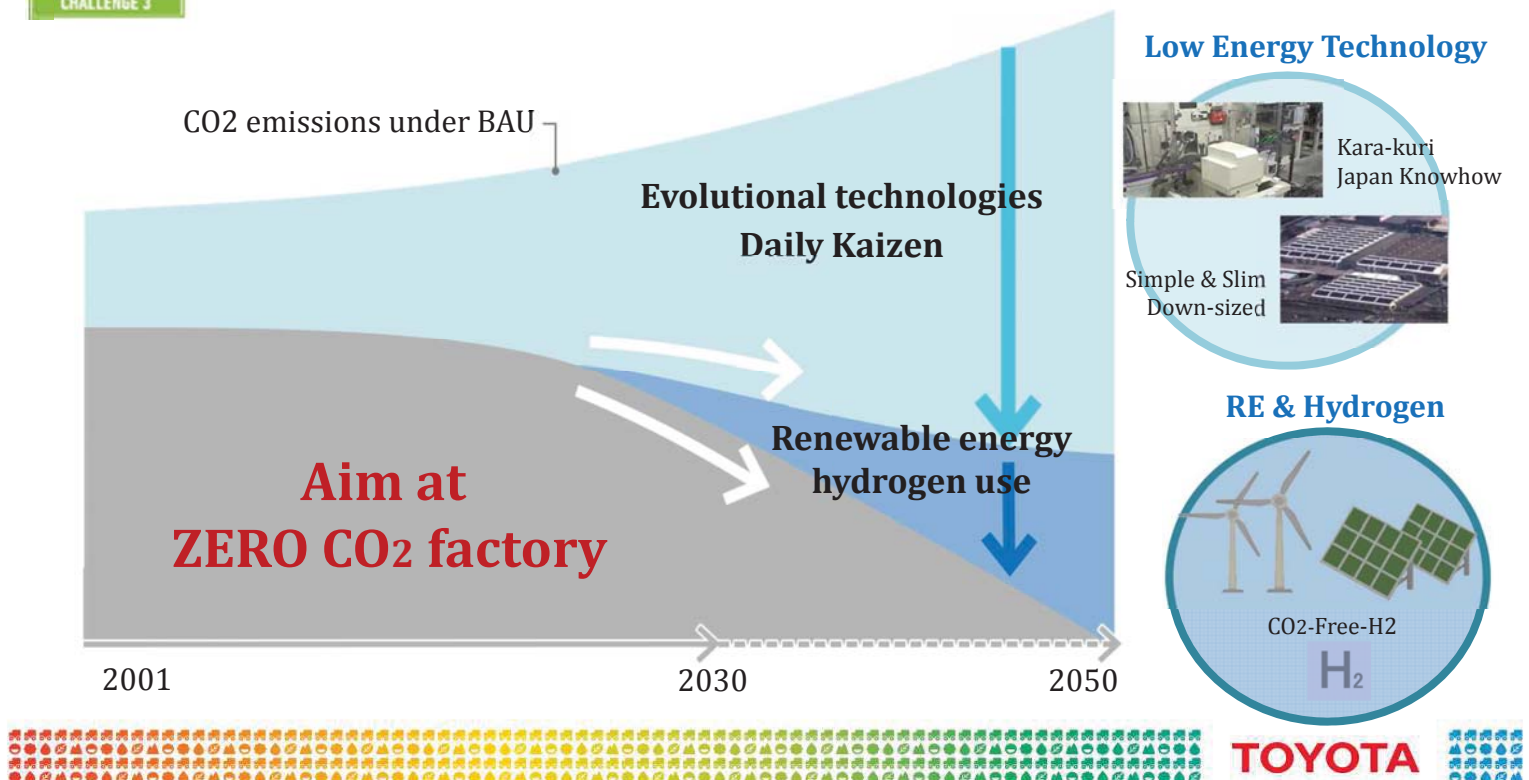 CHALLENGE 3
Low Energy Technology
CO2 emissions under BAU
Kara-kuri
Japan Knowhow
Evolutional technologies
Daily Kaizen
Simple & Slim
Down-sized
RE & Hydrogen
Renewable energy
hydrogen use
Aim at
ZERO CO2 factory
CO2-Free-H2
H2
2001
2030
2050
TOYOTA